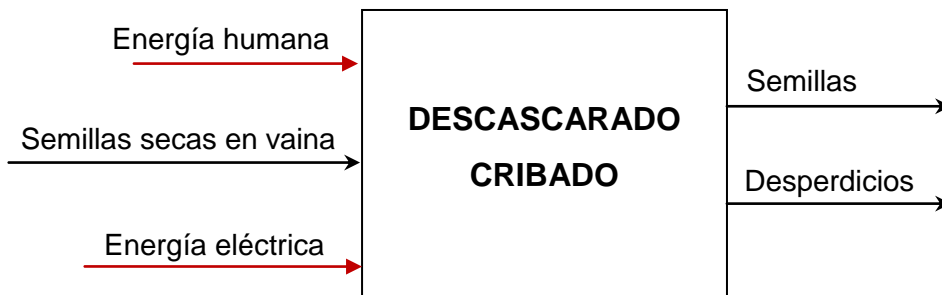 Energía humana
Semillas secas en vaina
Energía eléctrica
DESCASCARADO
CRIBADO
Semillas
Desperdicios